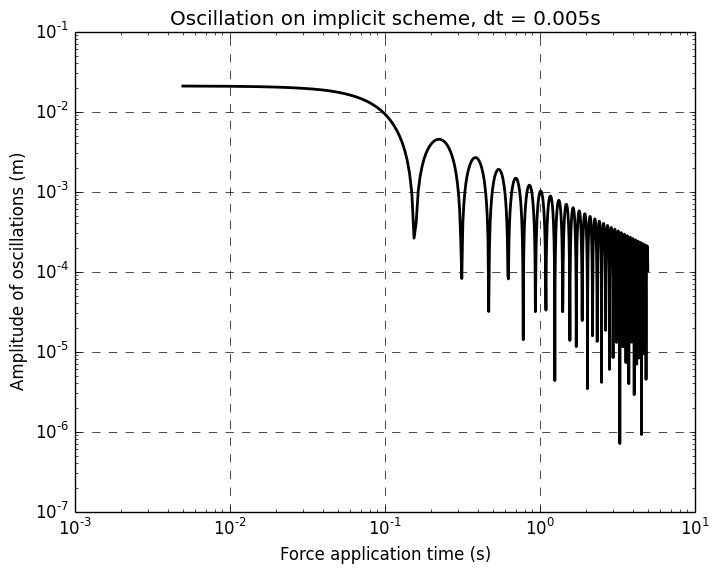 Oscillation on implicit scheme, dt = 0.005s
Amplitude of oscillations (m)
10^-1
10^-2
10^-3
10^-4
10^-5
10^-6
10^-7
10^-3 10^-2 10^-1 10^0 10^1
Force application time (s)